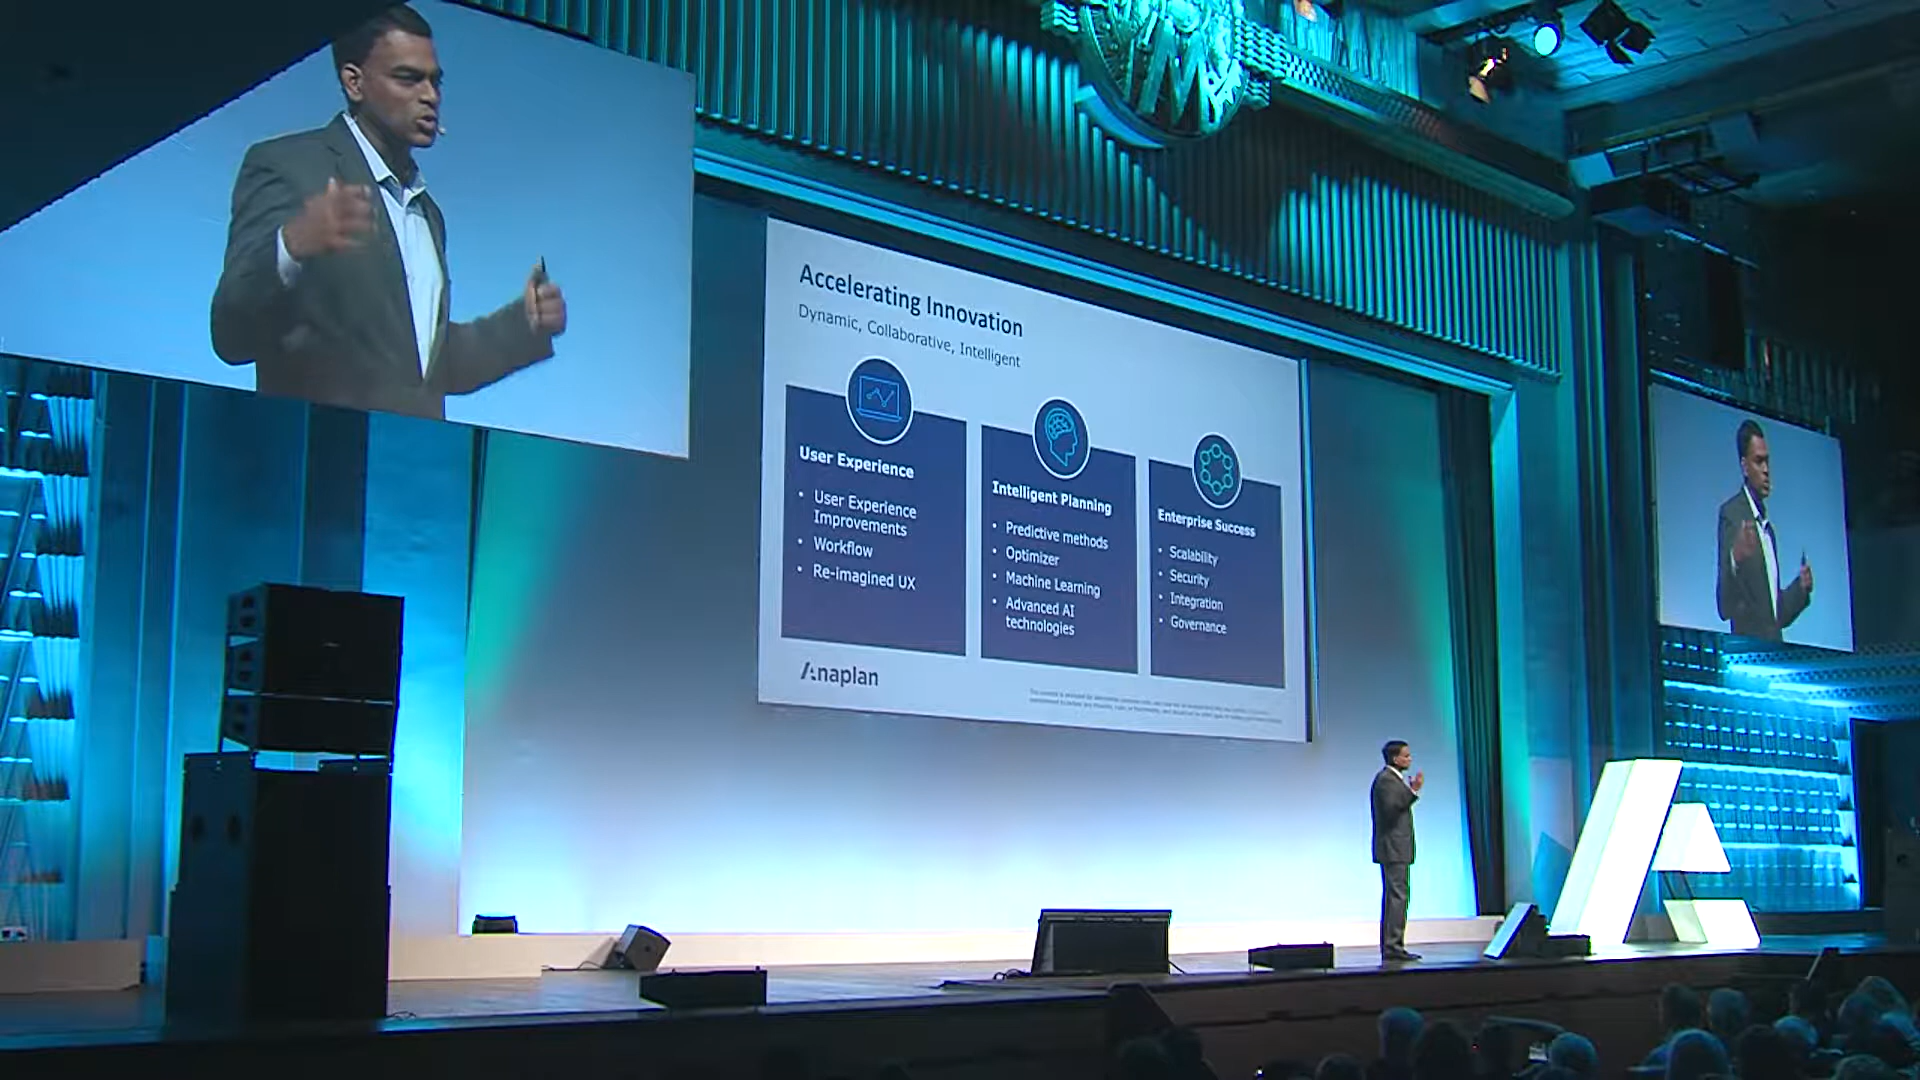 Accelerating Innovation
Dynamic, Collaborative, Intelligent
User Experience
• User Experience
Improvements
• Workflow
• Re-imagined UX
Intelligent Planning
• Predictive methods
• Optimizer
• Machine Learning
• Advanced AI
technologies
Enterprise Success
• Scalability
• Security
• Integration
• Governance
Anaplan